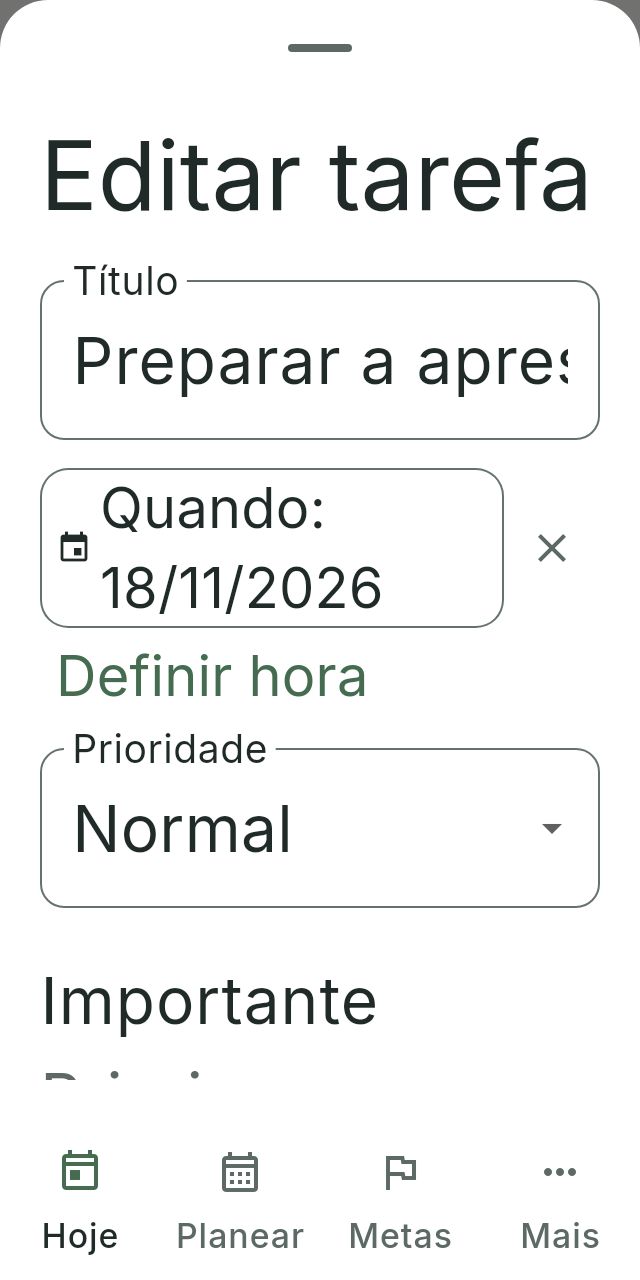 Editar tarefa
Título
Preparar a apres
Quando:
18/11/2026
Definir hora
Prioridade
Normal
Importante
Hoje
Planear
Metas
Mais